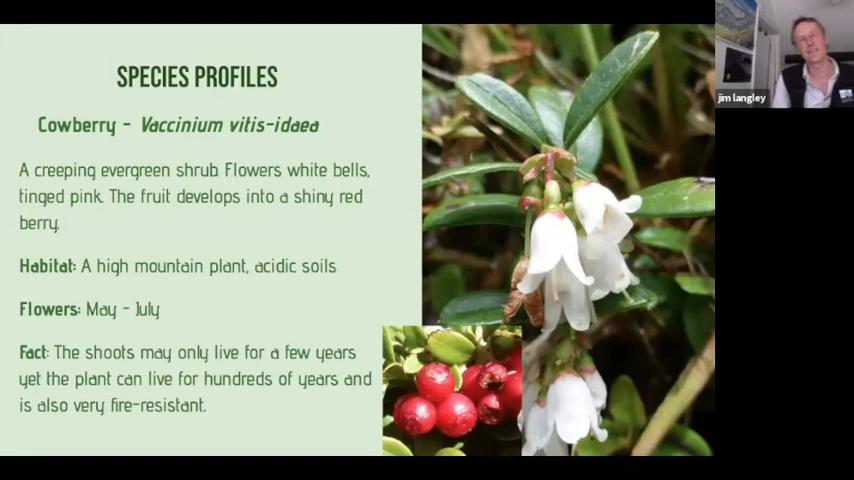 SPECIES PROFILES
Cowberry - Vaccinium vitis-idaea
A creeping evergreen shrub. Flowers white bells,
tinged pink. The fruit develops into a shiny red
berry.
Habitat: A high mountain plant, acidic soils
Flowers: May - July
Fact: The shoots may only live for a few years
yet the plant can live for hundreds of years and
is also very fire-resistant.
jim langley